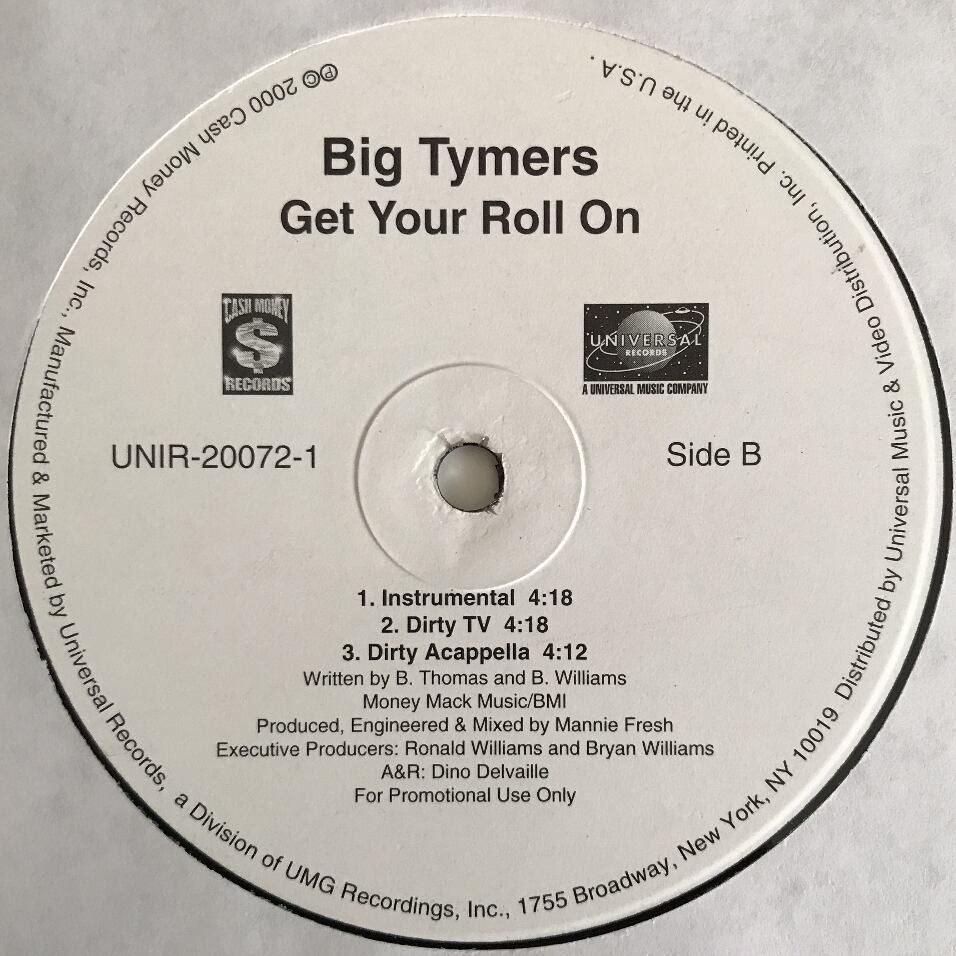 Big Tymers
Get Your Roll On
CASH MONEY
$
RECORDS
UNIVERSAL
RECORDS
A UNIVERSAL MUSIC COMPANY
UNIR-20072-1
Side B
1. Instrumental 4:18
2. Dirty TV 4:18
3. Dirty Acappella 4:12
Written by B. Thomas and B. Williams
Money Mack Music/BMI
Produced, Engineered & Mixed by Mannie Fresh
Executive Producers: Ronald Williams and Bryan Williams
A&R: Dino Delvaille
For Promotional Use Only
℗© 2000 Cash Money Records, Inc., Manufactured & Marketed by Universal Records, a Division of UMG Recordings, Inc., 1755 Broadway, New York, NY 10019 Distributed by Universal Music & Video Distribution, Inc. Printed in the U.S.A.